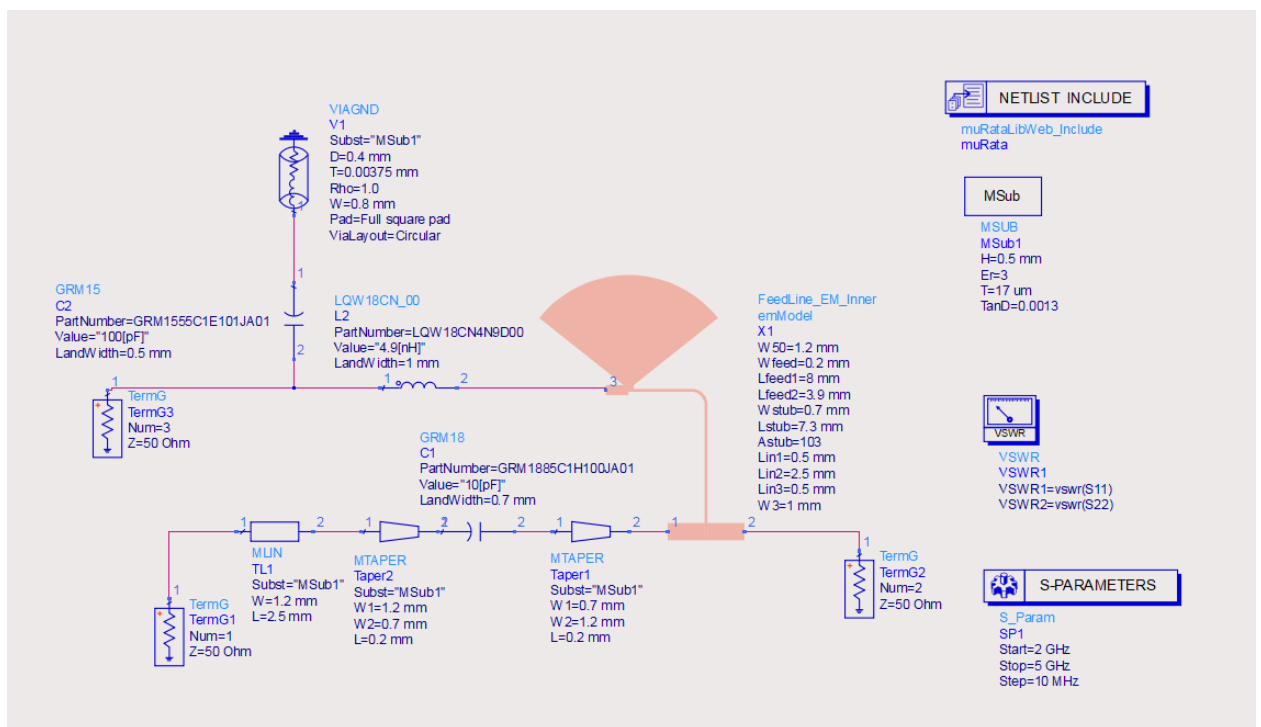 VIAGND
V1
Subst="MSub1"
D=0.4 mm
T=0.00375 mm
Rho=1.0
W=0.8 mm
Pad=Full square pad
ViaLayout=Circular
1
1
2
GRM15
C2
PartNumber=GRM1555C1E101JA01
Value="100[pF]"
LandWidth=0.5 mm
LQW18CN_00
L2
PartNumber=LQW18CN4N9D00
Value="4.9[nH]"
LandWidth=1 mm
1
2
3
1
TermG
TermG3
Num=3
Z=50 Ohm
GRM18
C1
PartNumber=GRM1885C1H100JA01
Value="10[pF]"
LandWidth=0.7 mm
FeedLine_EM_Inner
emModel
X1
W50=1.2 mm
Wfeed=0.2 mm
Lfeed1=8 mm
Lfeed2=3.9 mm
Wstub=0.7 mm
Lstub=7.3 mm
Astub=103
Lin1=0.5 mm
Lin2=2.5 mm
Lin3=0.5 mm
W3=1 mm
1
2
1
2
1
2
1
2
1
2
MLIN
TL1
Subst="MSub1"
W=1.2 mm
L=2.5 mm
MTAPER
Taper2
Subst="MSub1"
W1=1.2 mm
W2=0.7 mm
L=0.2 mm
MTAPER
Taper1
Subst="MSub1"
W1=0.7 mm
W2=1.2 mm
L=0.2 mm
1
TermG
TermG1
Num=1
Z=50 Ohm
1
TermG
TermG2
Num=2
Z=50 Ohm
NETLIST INCLUDE
muRataLibWeb_Include
muRata
MSub
MSUB
MSub1
H=0.5 mm
Er=3
T=17 um
TanD=0.0013
VSWR
VSWR
VSWR1
VSWR1=vswr(S11)
VSWR2=vswr(S22)
S-PARAMETERS
S_Param
SP1
Start=2 GHz
Stop=5 GHz
Step=10 MHz